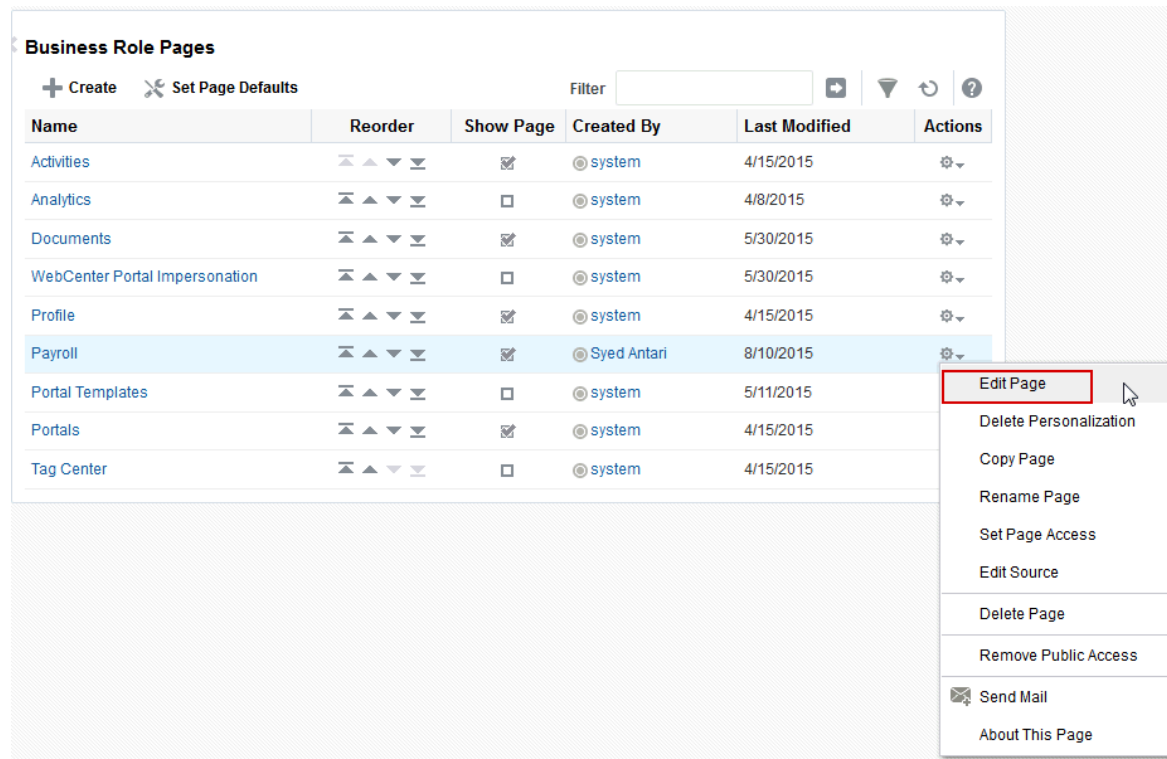 Business Role Pages
Create Set Page Defaults Filter
Name Reorder Show Page Created By Last Modified Actions
Activities system 4/15/2015
Analytics system 4/8/2015
Documents system 5/30/2015
WebCenter Portal Impersonation system 5/30/2015
Profile system 4/15/2015
Payroll Syed Antari 8/10/2015
Portal Templates system 5/11/2015
Portals system 4/15/2015
Tag Center system 4/15/2015
Edit Page
Delete Personalization
Copy Page
Rename Page
Set Page Access
Edit Source
Delete Page
Remove Public Access
Send Mail
About This Page